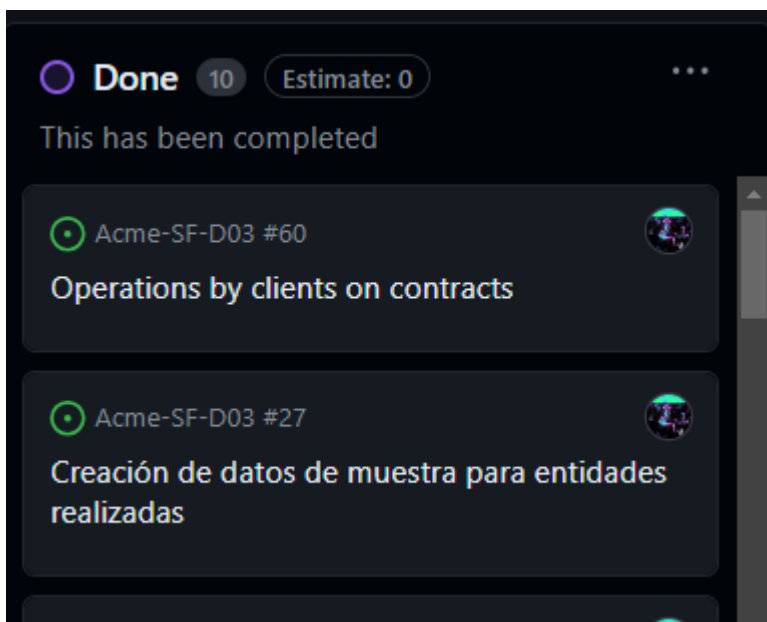 Done 10 Estimate: 0
This has been completed
Acme-SF-D03 #60
Operations by clients on contracts
Acme-SF-D03 #27
Creación de datos de muestra para entidades
realizadas